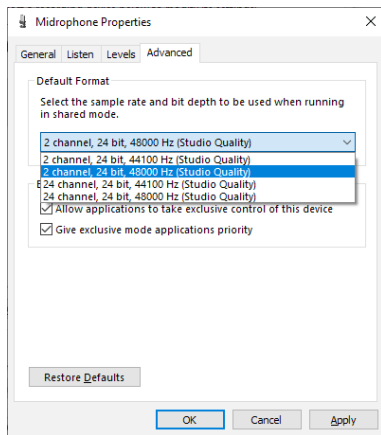 Microphone Properties
General Listen Levels Advanced
Default Format
Select the sample rate and bit depth to be used when running
in shared mode.
2 channel, 24 bit, 48000 Hz (Studio Quality)
2 channel, 24 bit, 44100 Hz (Studio Quality)
2 channel, 24 bit, 48000 Hz (Studio Quality)
24 channel, 24 bit, 44100 Hz (Studio Quality)
24 channel, 24 bit, 48000 Hz (Studio Quality)
Allow applications to take exclusive control of this device
Give exclusive mode applications priority
Restore Defaults
OK Cancel Apply